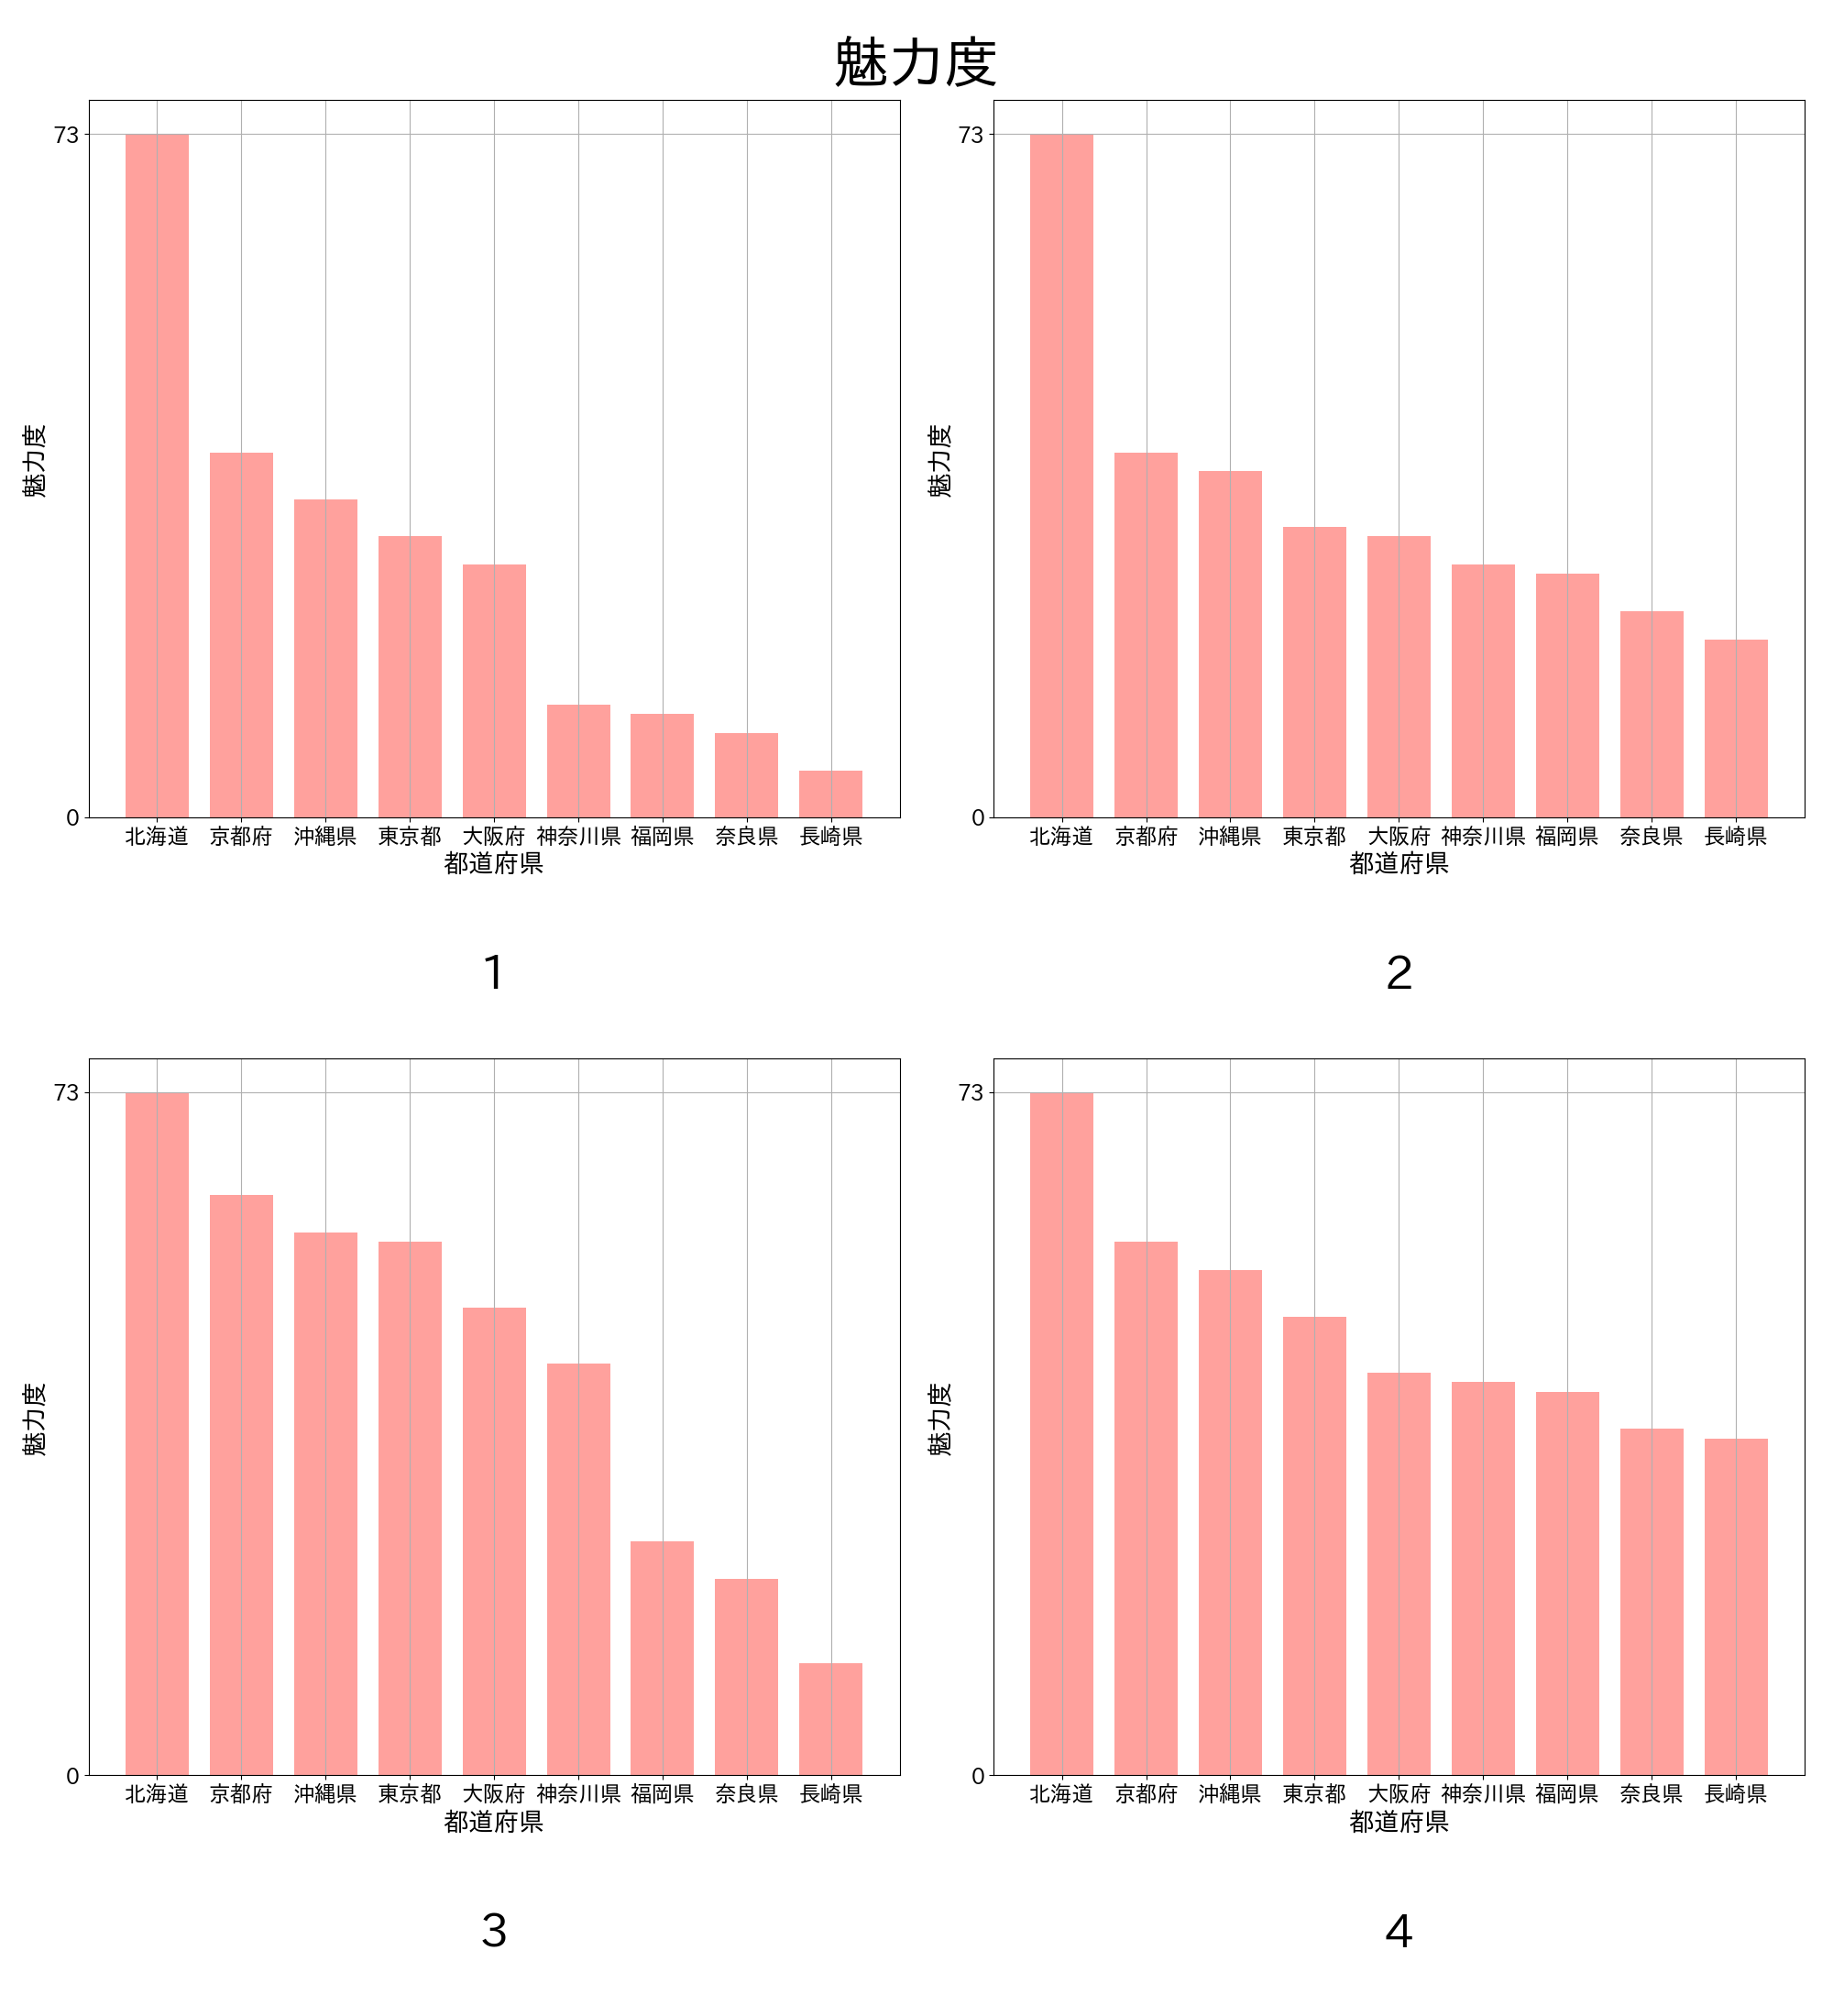 魅力度
73
魅力度
0
北海道 京都府 沖縄県 東京都 大阪府 神奈川県 福岡県 奈良県 長崎県
都道府県
1
73
魅力度
0
北海道 京都府 沖縄県 東京都 大阪府 神奈川県 福岡県 奈良県 長崎県
都道府県
2
73
魅力度
0
北海道 京都府 沖縄県 東京都 大阪府 神奈川県 福岡県 奈良県 長崎県
都道府県
3
73
魅力度
0
北海道 京都府 沖縄県 東京都 大阪府 神奈川県 福岡県 奈良県 長崎県
都道府県
4